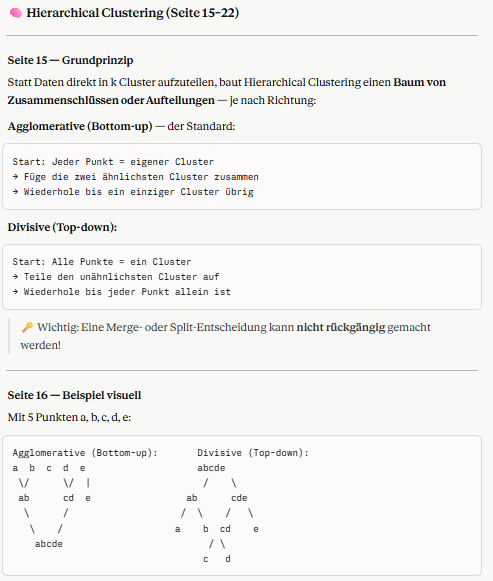 🧠 Hierarchical Clustering (Seite 15–22)
Seite 15 — Grundprinzip
Statt Daten direkt in k Cluster aufzuteilen, baut Hierarchical Clustering einen Baum von
Zusammenschlüssen oder Aufteilungen — je nach Richtung:
Agglomerative (Bottom-up) — der Standard:
Start: Jeder Punkt = eigener Cluster
→ Füge die zwei ähnlichsten Cluster zusammen
→ Wiederhole bis ein einziger Cluster übrig
Divisive (Top-down):
Start: Alle Punkte = ein Cluster
→ Teile den unähnlichsten Cluster auf
→ Wiederhole bis jeder Punkt allein ist
🔑 Wichtig: Eine Merge- oder Split-Entscheidung kann nicht rückgängig gemacht
werden!
Seite 16 — Beispiel visuell
Mit 5 Punkten a, b, c, d, e:
Agglomerative (Bottom-up):       Divisive (Top-down):
a  b  c  d  e                    abcde
 \/      \/  |                    /    \
 ab      cd  e                 ab      cde
  \      /                    /  \    /   \
   \    /                    a    b  cd    e
    abcde                          / \
                                  c   d